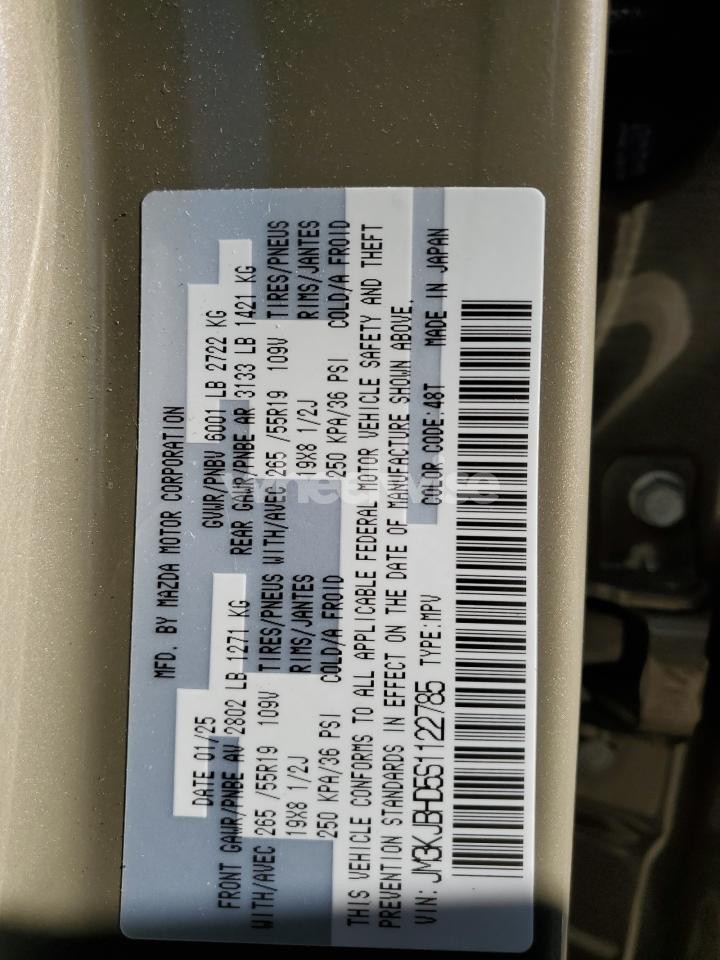 MFD. BY MAZDA MOTOR CORPORATION
DATE 01/25 GVWR/PNBV 6001 LB 2722 KG
FRONT GAWR/PNBE AV 2802 LB 1271 KG REAR GAWR/PNBE AR 3133 LB 1421 KG
WITH/AVEC 265 /55R19 109V TIRES/PNEUS WITH/AVEC 265 /55R19 109V TIRES/PNEUS
19X8 1/2J RIMS/JANTES 19X8 1/2J RIMS/JANTES
250 KPA/36 PSI COLD/A FROID 250 KPA/36 PSI COLD/A FROID
THIS VEHICLE CONFORMS TO ALL APPLICABLE FEDERAL MOTOR VEHICLE SAFETY AND THEFT
PREVENTION STANDARDS IN EFFECT ON THE DATE OF MANUFACTURE SHOWN ABOVE.
VIN: JM3KJBHD5S1122785 TYPE:MPV COLOR CODE:48T MADE IN JAPAN